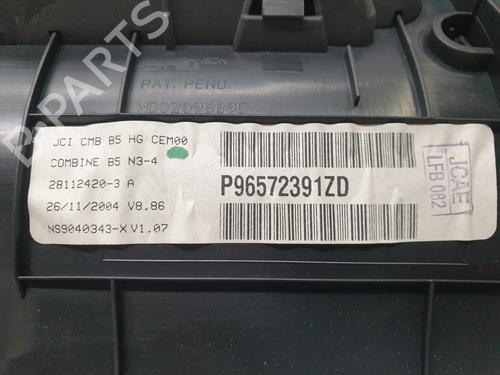 PAT. PEND.
WO02026695
JCI CMB B5 HG CEM00
COMBINE B5 N3-4
28112420-3 A
26/11/2004 V8.86
NS9040343-X V1.07
P96572391ZD
JCAE
LFB 082
B-PARTS